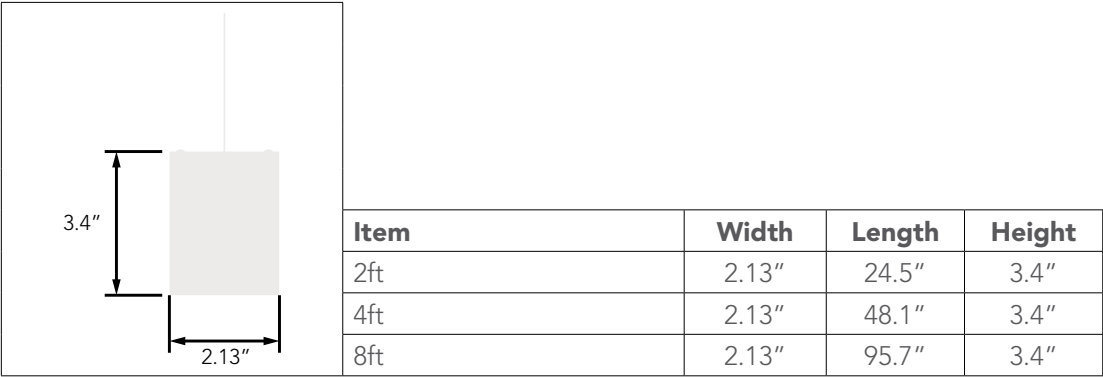 3.4″
2.13″
Item Width Length Height
2ft 2.13″ 24.5″ 3.4″
4ft 2.13″ 48.1″ 3.4″
8ft 2.13″ 95.7″ 3.4″